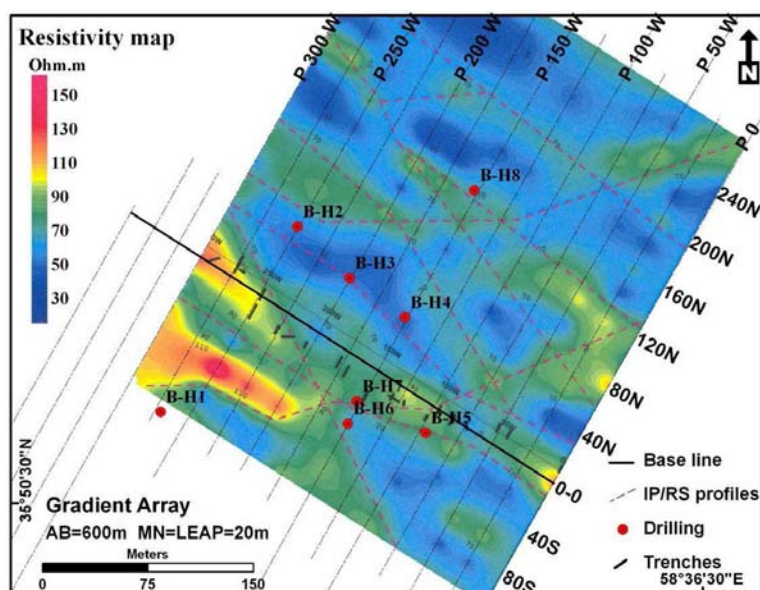 Resistivity map
Ohm.m
150
130
110
90
70
50
30
P 300 W
P 250 W
P 200 W
P 150 W
P 100 W
P 50 W
P 0
N
240N
200N
160N
120N
80N
40N
0-0
40S
80S
B-H8
B-H2
B-H3
B-H4
B-H7
B-H6
B-H5
B-H1
35°50'30"N
Gradient Array
AB=600m MN=LEAP=20m
Meters
0 75 150
Base line
IP/RS profiles
Drilling
Trenches
58°36'30"E